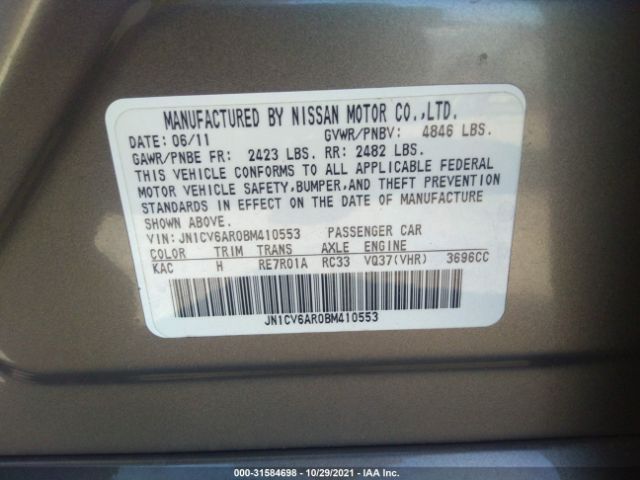 MANUFACTURED BY NISSAN MOTOR CO.,LTD.
DATE: 06/11 GVWR/PNBV: 4846 LBS.
GAWR/PNBE FR: 2423 LBS. RR: 2482 LBS.
THIS VEHICLE CONFORMS TO ALL APPLICABLE FEDERAL
MOTOR VEHICLE SAFETY,BUMPER,AND THEFT PREVENTION
STANDARDS IN EFFECT ON THE DATE OF MANUFACTURE
SHOWN ABOVE.
VIN: JN1CV6AR0BM410553 PASSENGER CAR
COLOR TRIM TRANS AXLE ENGINE
KAC H RE7R01A RC33 VQ37(VHR) 3696CC
JN1CV6AR0BM410553
000-31584698 - 10/29/2021 - IAA Inc.